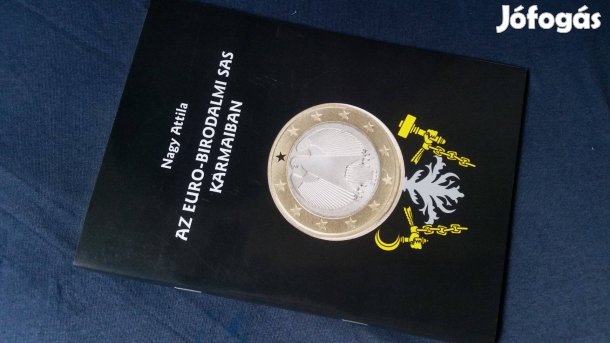 Jófogás
Nagy Attila
AZ EURO-BIRODALMI SAS
KARMAIBAN